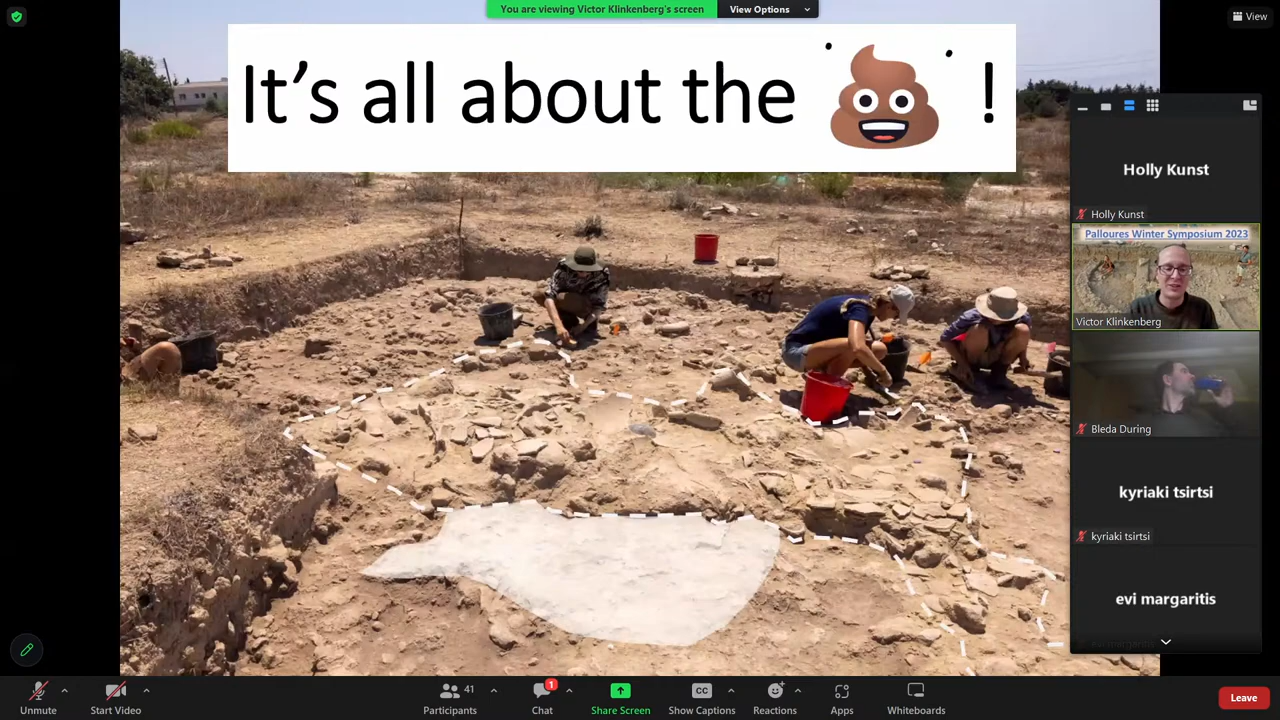 You are viewing Victor Klinkenberg's screen
View Options
View
It's all about the 💩 !
Holly Kunst
Holly Kunst
Palloures Winter Symposium 2023
Victor Klinkenberg
Bleda During
kyriaki tsirtsi
kyriaki tsirtsi
evi margaritis
Unmute
Start Video
41
Participants
1
Chat
Share Screen
CC
Show Captions
Reactions
Apps
Whiteboards
Leave